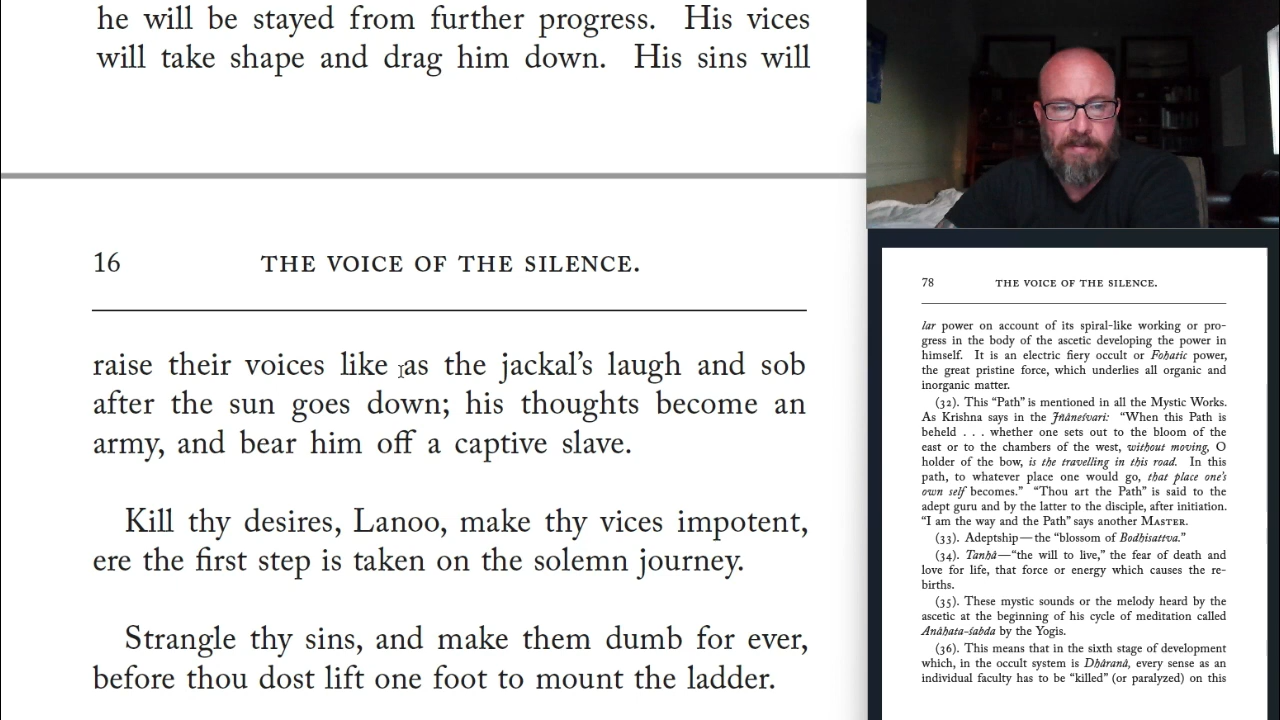 he will be stayed from further progress. His vices
will take shape and drag him down. His sins will
16 THE VOICE OF THE SILENCE.
raise their voices like as the jackal’s laugh and sob
after the sun goes down; his thoughts become an
army, and bear him off a captive slave.
Kill thy desires, Lanoo, make thy vices impotent,
ere the first step is taken on the solemn journey.
Strangle thy sins, and make them dumb for ever,
before thou dost lift one foot to mount the ladder.
78 THE VOICE OF THE SILENCE.
lar power on account of its spiral-like working or pro-
gress in the body of the ascetic developing the power in
himself. It is an electric fiery occult or Fohatic power,
the great pristine force, which underlies all organic and
inorganic matter.
(32). This “Path” is mentioned in all the Mystic Works.
As Krishna says in the Jñâneśvari: “When this Path is
beheld . . . whether one sets out to the bloom of the
east or to the chambers of the west, without moving, O
holder of the bow, is the travelling in this road. In this
path, to whatever place one would go, that place one’s
own self becomes.” “Thou art the Path” is said to the
adept guru and by the latter to the disciple, after initiation.
“I am the way and the Path” says another MASTER.
(33). Adeptship—the “blossom of Bodhisattva.”
(34). Tanhâ—“the will to live,” the fear of death and
love for life, that force or energy which causes the re-
births.
(35). These mystic sounds or the melody heard by the
ascetic at the beginning of his cycle of meditation called
Anâhata-śabda by the Yogis.
(36). This means that in the sixth stage of development
which, in the occult system is Dhâranâ, every sense as an
individual faculty has to be “killed” (or paralyzed) on this